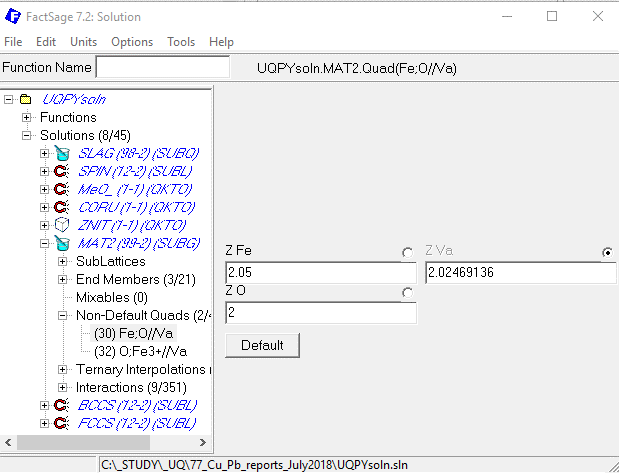 FactSage 7.2: Solution
File Edit Units Options Tools Help
Function Name UQPYsoln.MAT2.Quad(Fe;O//Va)
UQPYsoln
Functions
Solutions (8/45)
SLAG (98-2) (SUBQ)
SPIN (12-2) (SUBL)
MeO_ (1-1) (QKTO)
CORU (1-1) (QKTO)
ZNIT (1-1) (QKTO)
MAT2 (99-2) (SUBG)
SubLattices
End Members (3/21)
Mixables (0)
Non-Default Quads (2/4
(30) Fe;O//Va
(32) O;Fe3+//Va
Ternary Interpolations
Interactions (9/351)
BCCS (12-2) (SUBL)
FCCS (12-2) (SUBL)
Z Fe Z Va
2.05 2.02469136
Z O
2
Default
C:\_STUDY\_UQ\77_Cu_Pb_reports_July2018\UQPYsoln.sln